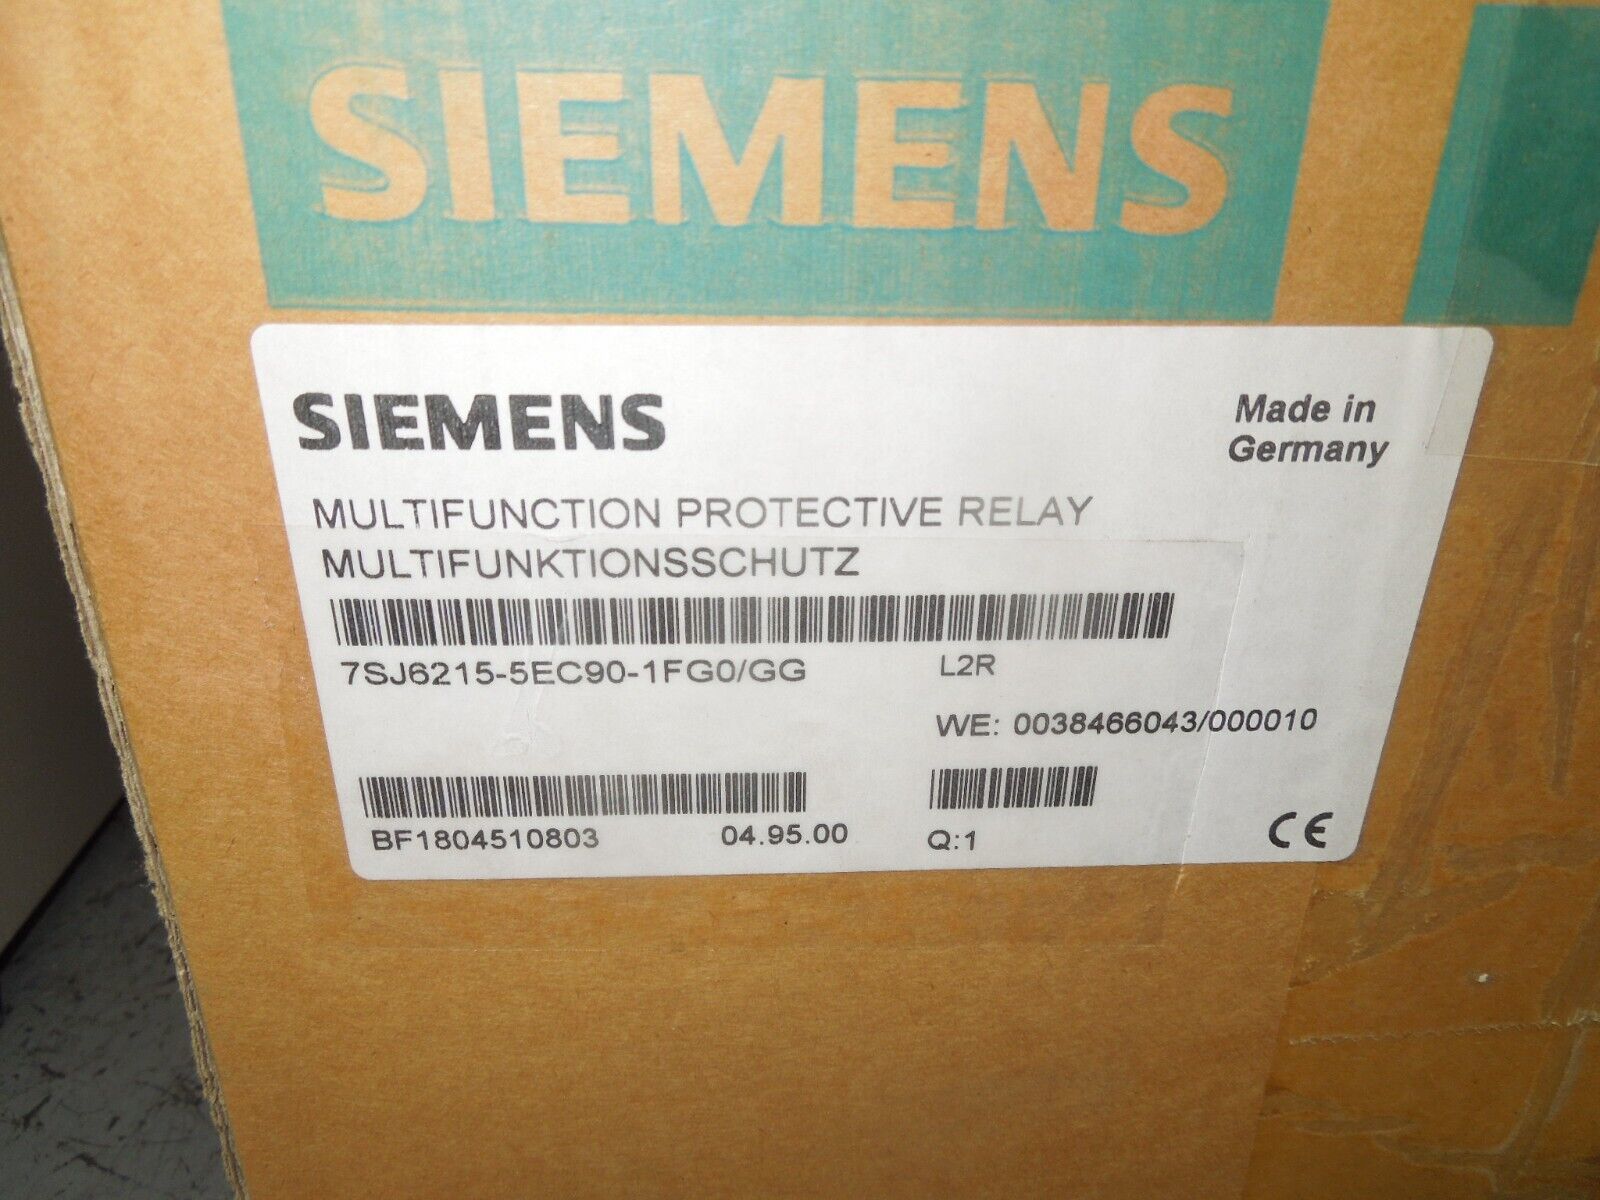 SIEMENS
SIEMENS
Made in
Germany
MULTIFUNCTION PROTECTIVE RELAY
MULTIFUNKTIONSSCHUTZ
7SJ6215-5EC90-1FG0/GG L2R
WE: 0038466043/000010
BF1804510803 04.95.00 Q:1 CE